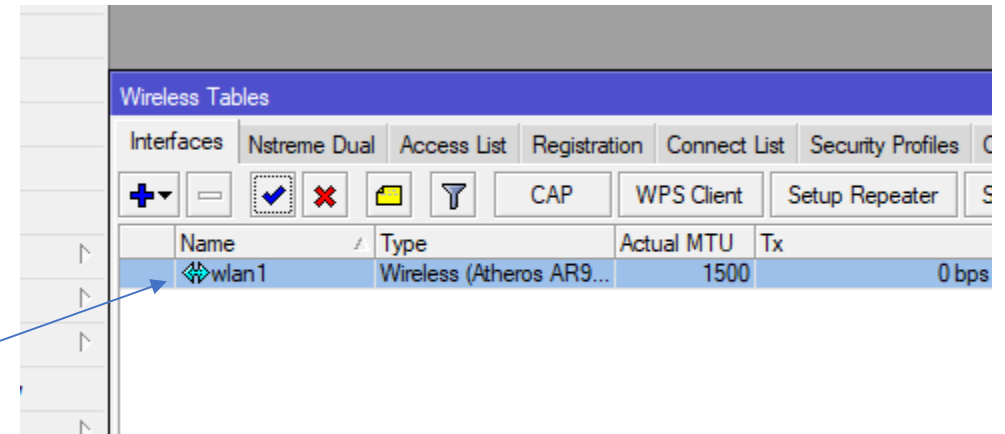 Wireless Tables
Interfaces Nstreme Dual Access List Registration Connect List Security Profiles
CAP WPS Client Setup Repeater
Name Type Actual MTU Tx
wlan1 Wireless (Atheros AR9... 1500 0 bps